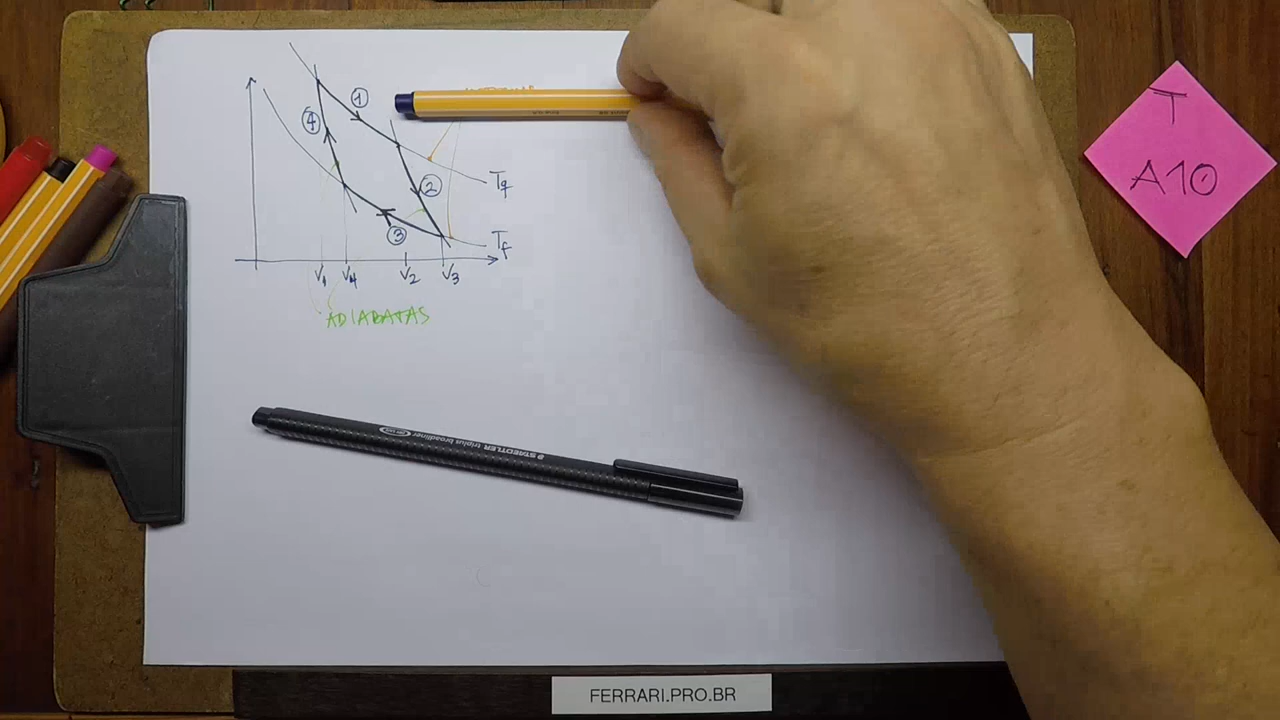 ①
④
②
③
Tq
Tf
V1 V4 V2 V3
ADIABATAS
T
A10
STAEDTLER triplus broadliner
FERRARI.PRO.BR